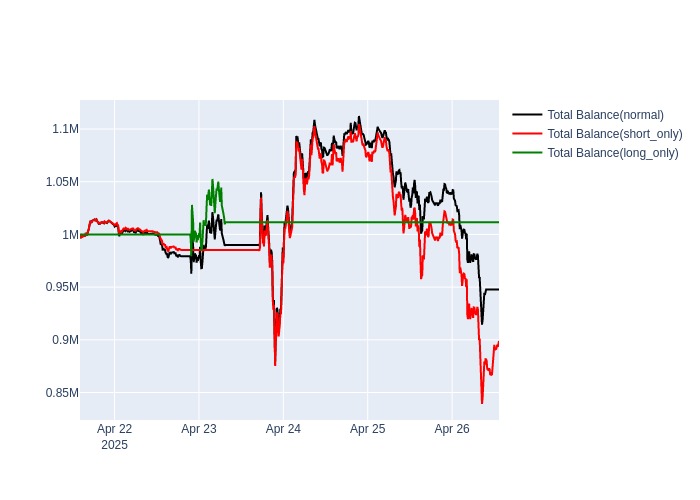 1.1M
1.05M
1M
0.95M
0.9M
0.85M
Apr 22
2025
Apr 23
Apr 24
Apr 25
Apr 26
Total Balance(normal)
Total Balance(short_only)
Total Balance(long_only)